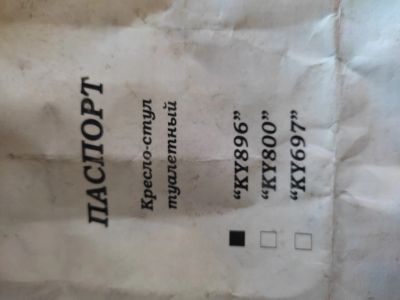 ПАСПОРТ
Кресло-стул
туалетный
■ “KY896”
□ “KY800”
□ “KY697”